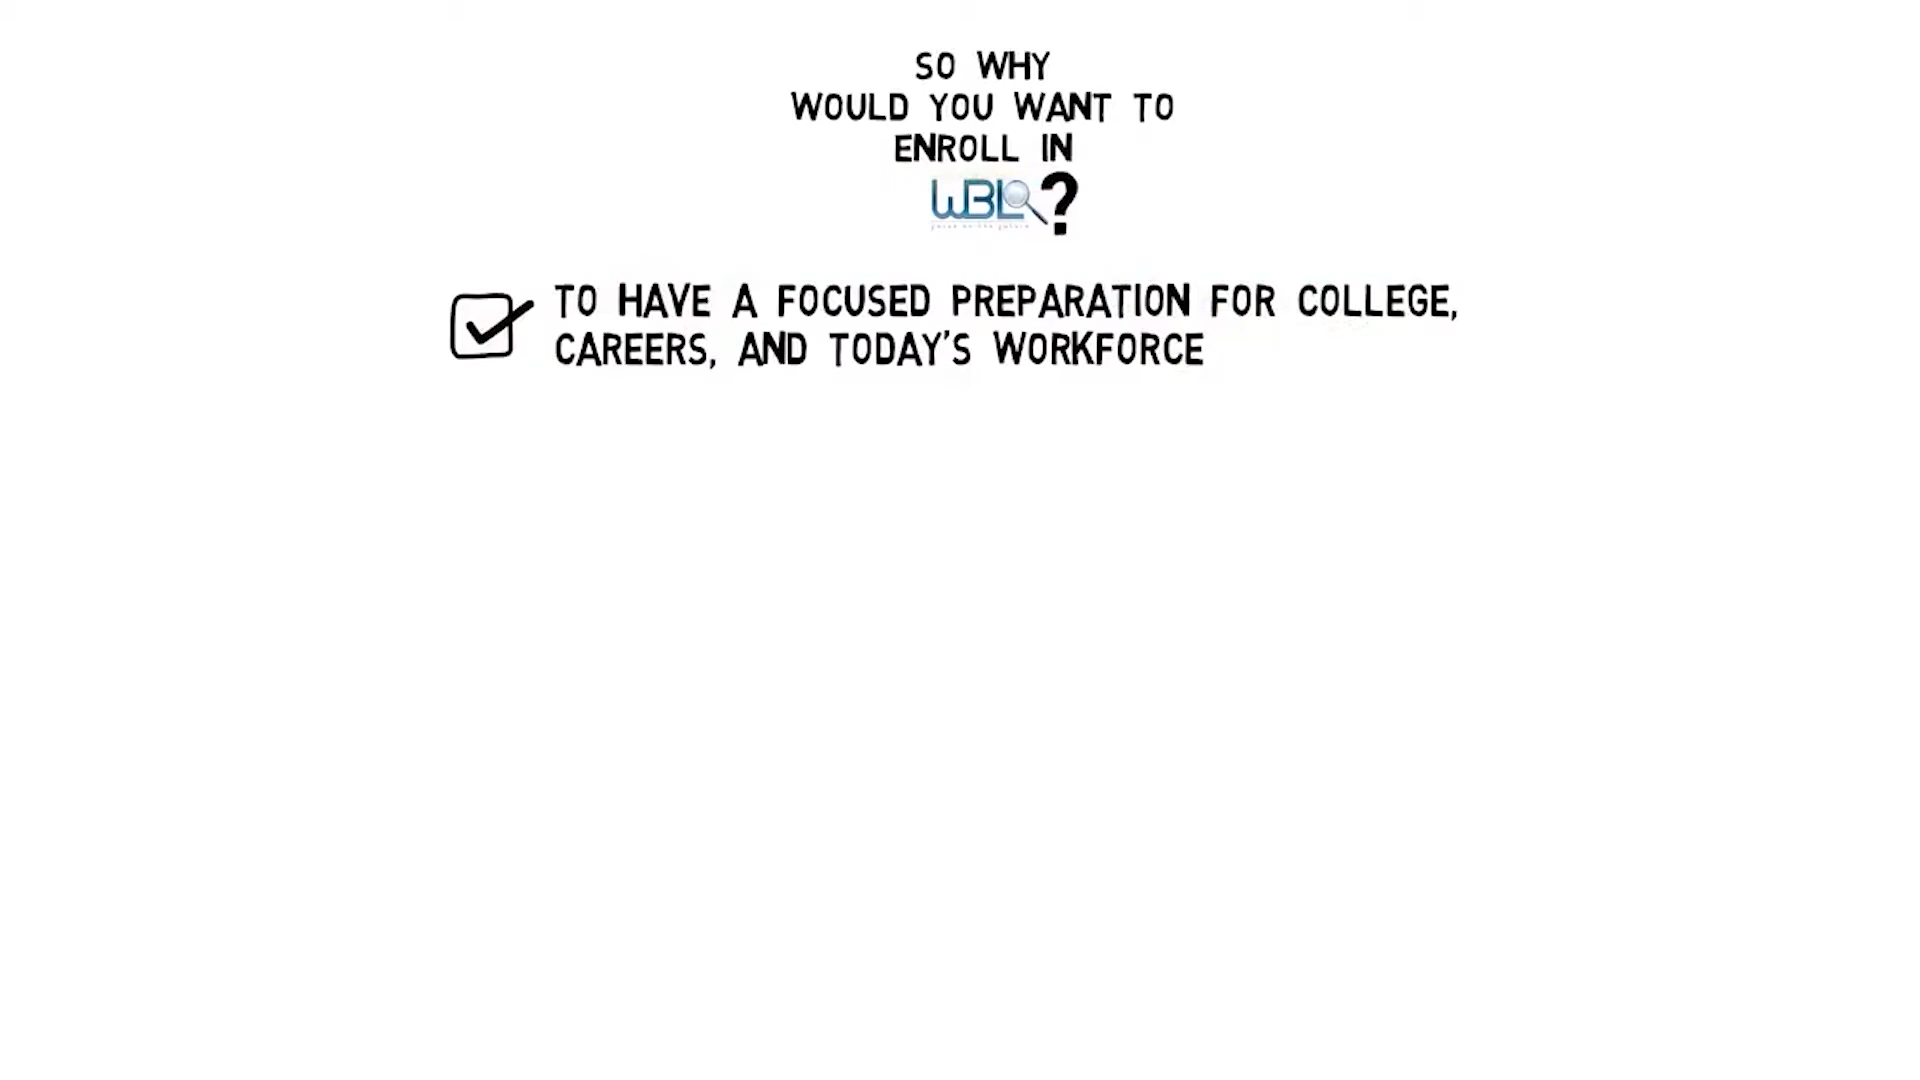 SO WHY
WOULD YOU WANT TO
ENROLL IN
WBL?
TO HAVE A FOCUSED PREPARATION FOR COLLEGE,
CAREERS, AND TODAY'S WORKFORCE